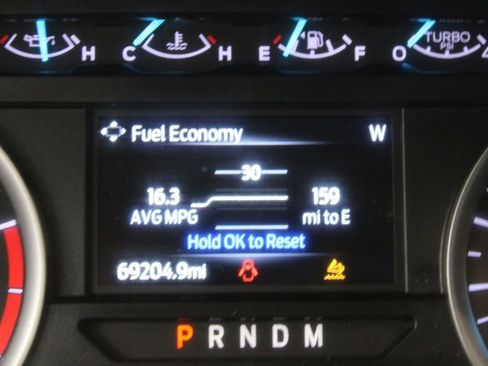 H C H E F O TURBO PSI
Fuel Economy W
30
16.3 159
AVG MPG mi to E
Hold OK to Reset
69204.9mi
P R N D M